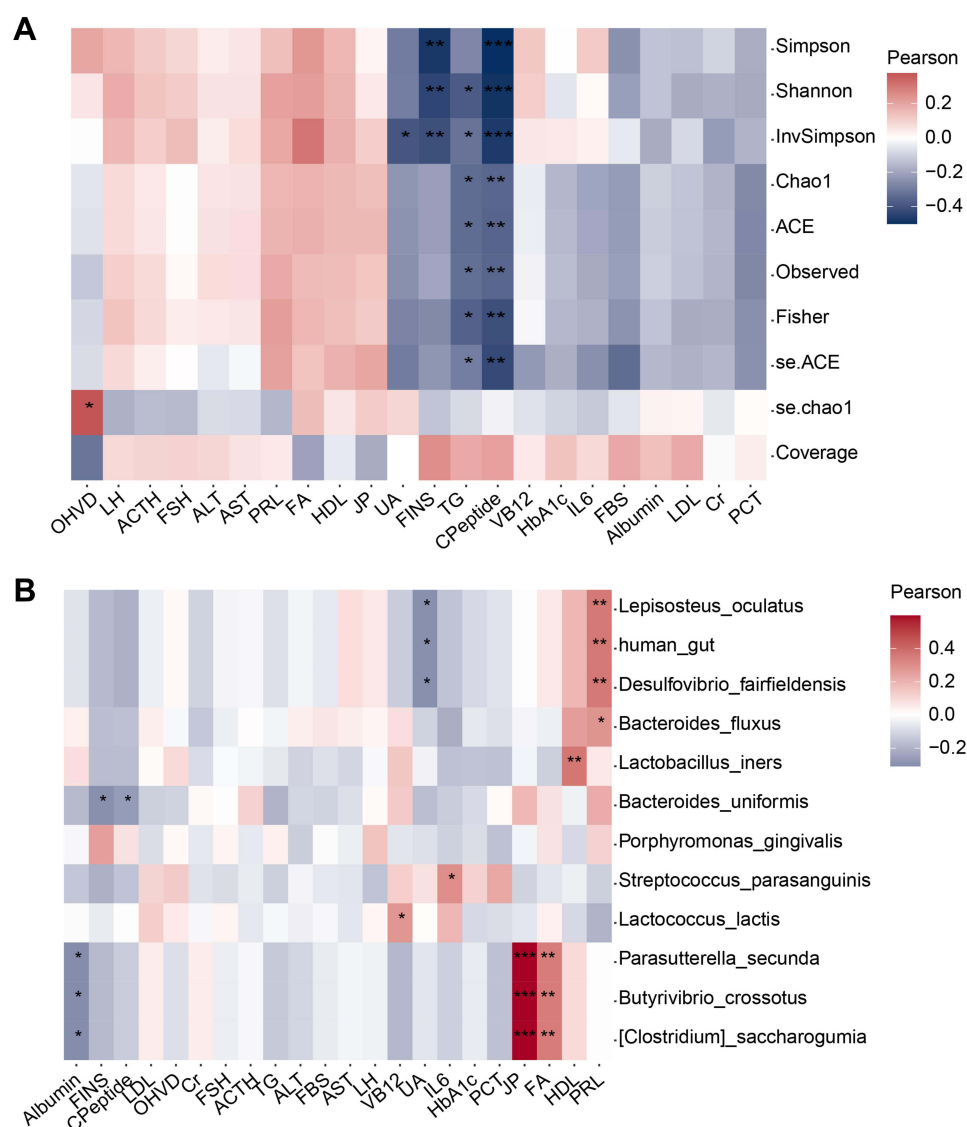 A
** *** Simpson
** * *** Shannon
* ** * *** InvSimpson
* ** Chao1
* ** ACE
* ** Observed
* ** Fisher
* ** se.ACE
* se.chao1
Coverage
Pearson
0.2
0.0
−0.2
−0.4
OHVD LH ACTH FSH ALT AST PRL FA HDL JP UA FINS TG CPeptide VB12 HbA1c IL6 FBS Albumin LDL Cr PCT
B
* ** Lepisosteus_oculatus
* ** human_gut
* ** Desulfovibrio_fairfieldensis
* Bacteroides_fluxus
** Lactobacillus_iners
* * Bacteroides_uniformis
Porphyromonas_gingivalis
* Streptococcus_parasanguinis
* Lactococcus_lactis
* *** ** Parasutterella_secunda
* *** ** Butyrivibrio_crossotus
* *** ** [Clostridium]_saccharogumia
Pearson
0.4
0.2
0.0
−0.2
Albumin FINS CPeptide LDL OHVD Cr FSH ACTH TG ALT FBS AST LH VB12 UA IL6 HbA1c PCT JP FA HDL PRL